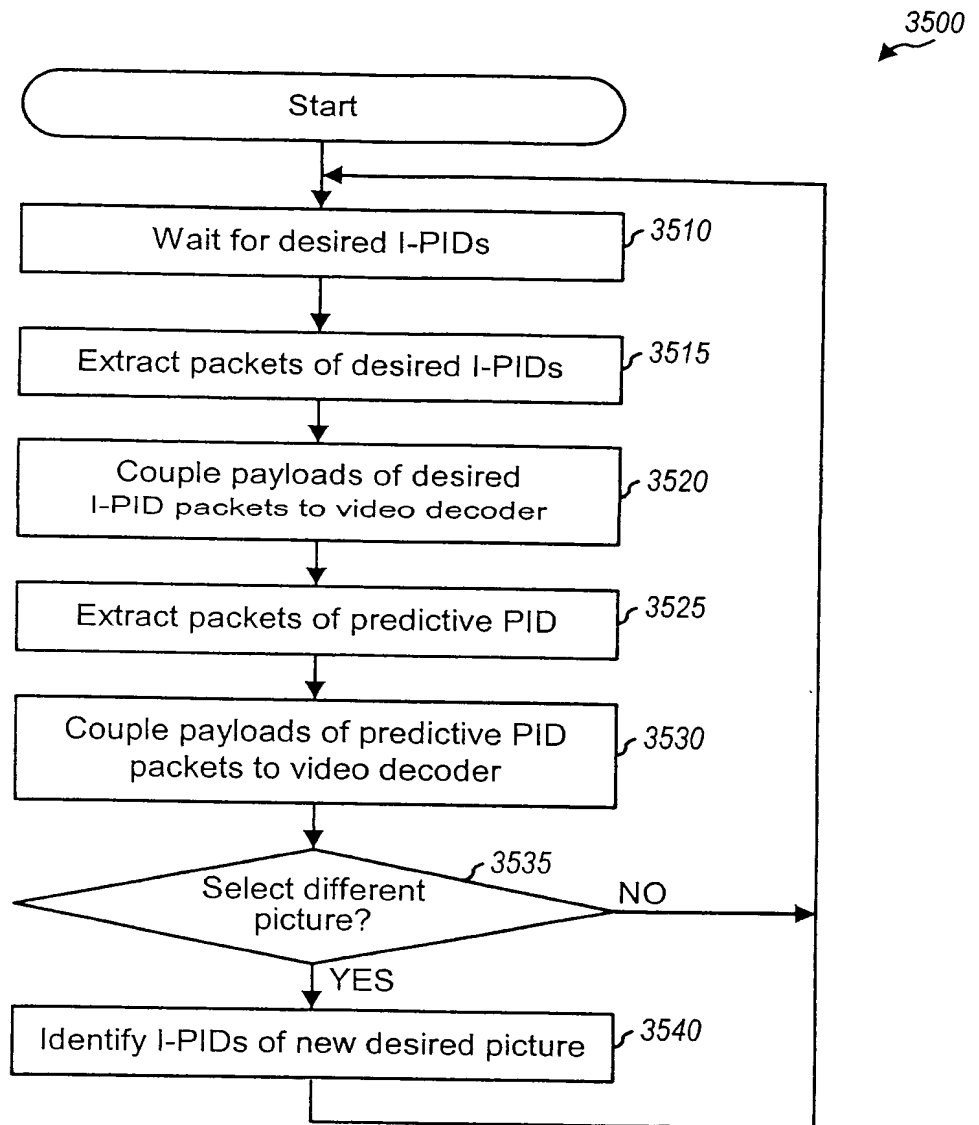 3500
Start
Wait for desired I-PIDs
3510
Extract packets of desired I-PIDs
3515
Couple payloads of desired
I-PID packets to video decoder
3520
Extract packets of predictive PID
3525
Couple payloads of predictive PID
packets to video decoder
3530
3535
Select different
picture?
NO
YES
Identify I-PIDs of new desired picture
3540